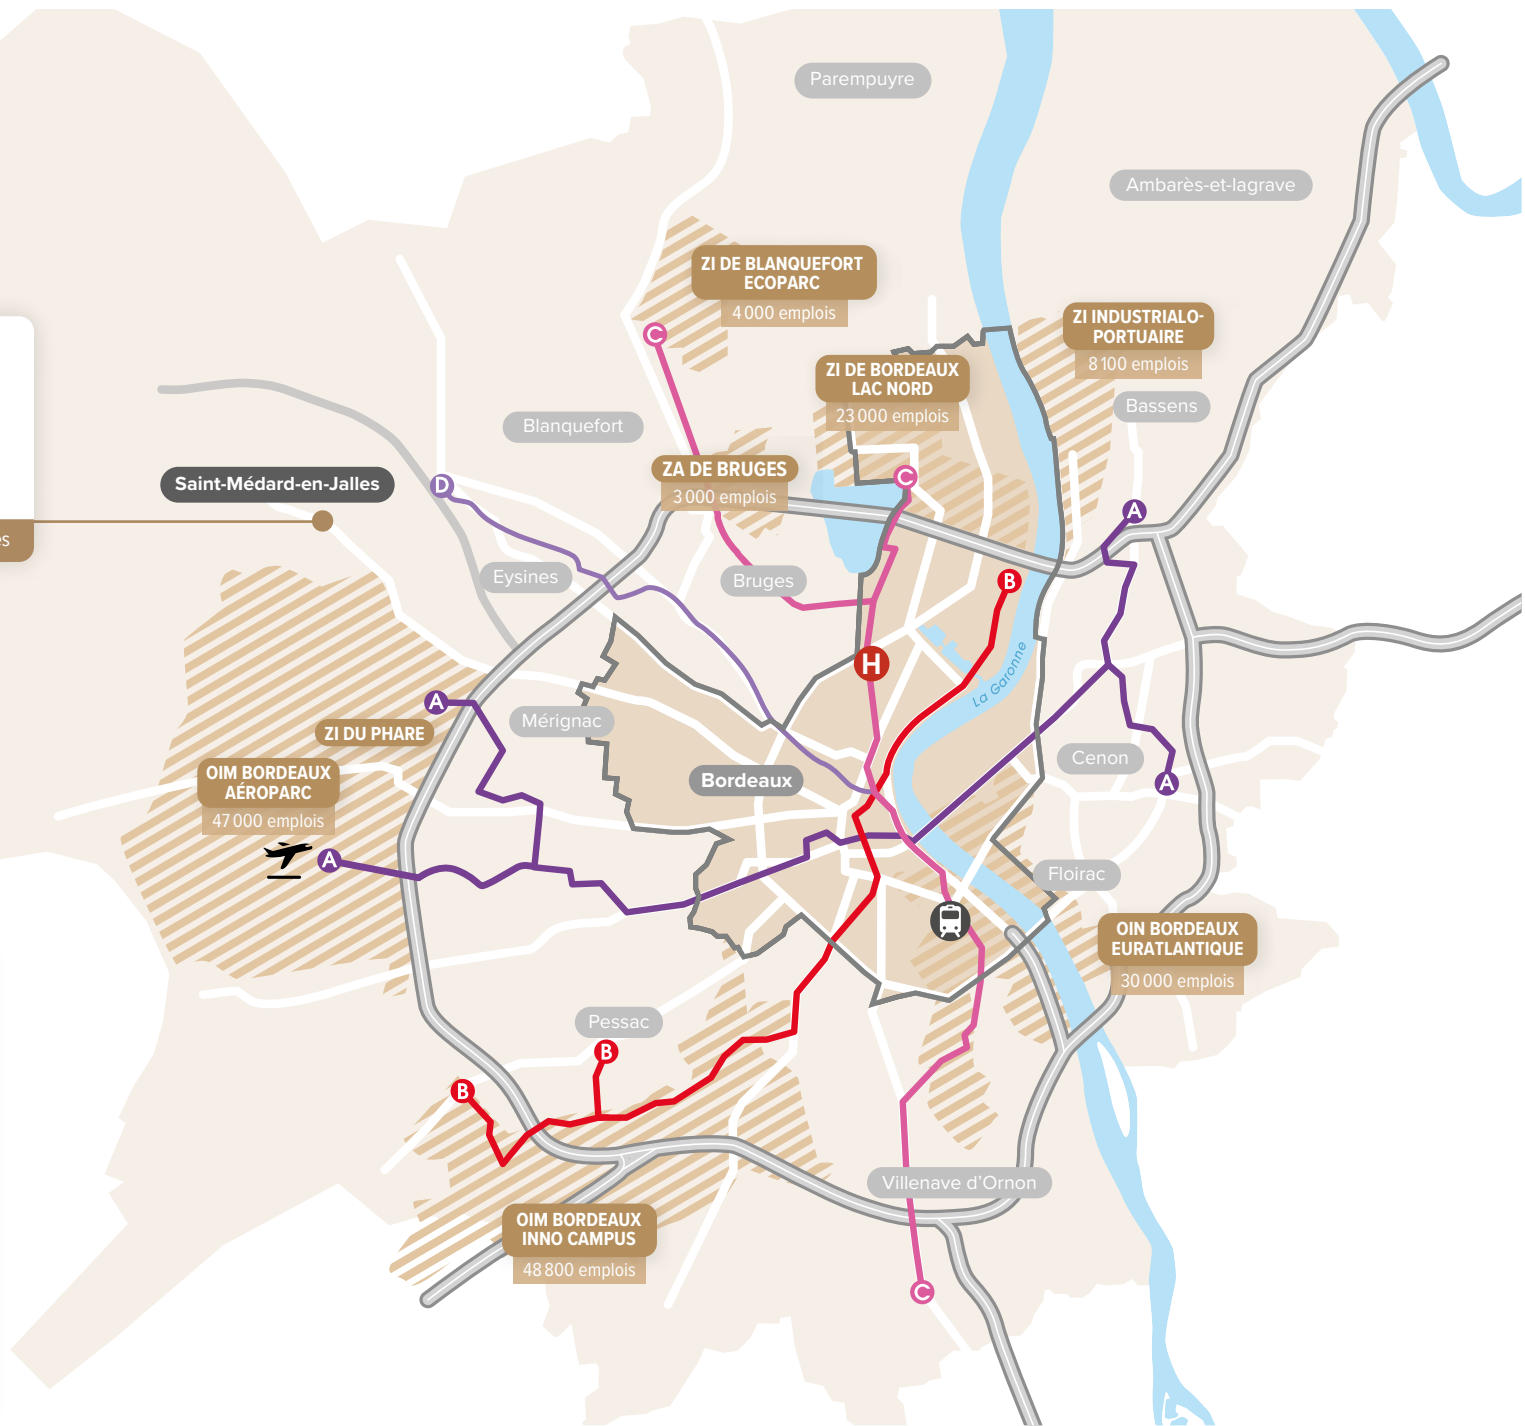 Parempuyre
Ambarès-et-lagrave
ZI DE BLANQUEFORT
ECOPARC
4 000 emplois
C
ZI INDUSTRIALO-
PORTUAIRE
8 100 emplois
ZI DE BORDEAUX
LAC NORD
23 000 emplois
Bassens
Blanquefort
ZA DE BRUGES
3 000 emplois
C
Saint-Médard-en-Jalles
D
A
es
Eysines
Bruges
B
H
La Garonne
A
ZI DU PHARE
Mérignac
Cenon
OIM BORDEAUX
AÉROPARC
47 000 emplois
Bordeaux
A
A
Floirac
OIN BORDEAUX
EURATLANTIQUE
30 000 emplois
Pessac
B
B
Villenave d'Ornon
OIM BORDEAUX
INNO CAMPUS
48 800 emplois
C